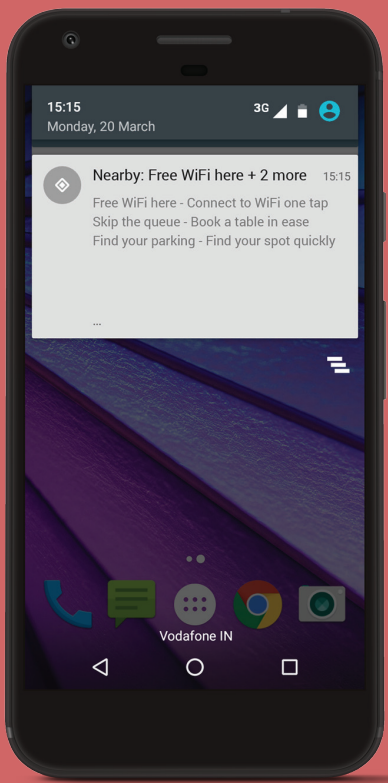 15:15
3G
Monday, 20 March
Nearby: Free WiFi here + 2 more 15:15
Free WiFi here - Connect to WiFi one tap
Skip the queue - Book a table in ease
Find your parking - Find your spot quickly
...
Vodafone IN